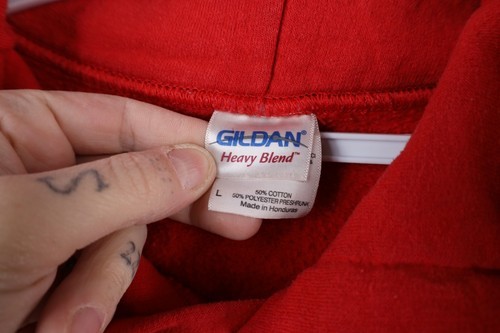 GILDAN
Heavy Blend™
L
50% COTTON
50% POLYESTER PRESHRUNK
Made in Honduras